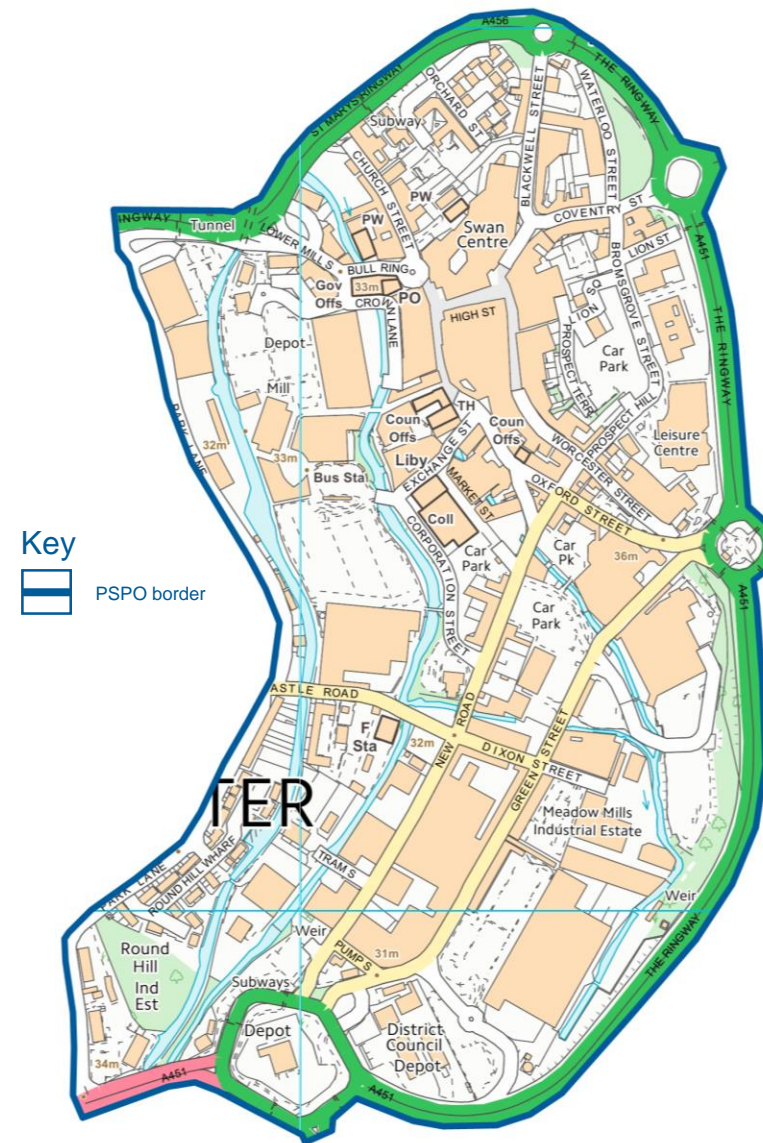 A456
ST MARYS RINGWAY
THE RINGWAY
ORCHARD ST
Subway
BLACKWELL STREET
WATERLOO STREET
CHURCH STREET
PW
PW
COVENTRY ST
INGWAY
Tunnel
LOWER MILLS
Swan
Centre
BULL RING
LION ST
A451
Gov
Offs
33m
PO
CROWN LANE
HIGH ST
LION SQ
BROMSGROVE STREET
THE RINGWAY
Depot
Car
Park
PROSPECT TERR
Mill
PARK LANE
TH
Coun
Offs
Coun
Offs
PROSPECT HILL
32m
Leisure
Centre
Liby
EXCHANGE ST
WORCESTER STREET
33m
Bus Sta
MARKET ST
OXFORD STREET
Coll
Key
CORPORATION STREET
Car
Park
Car
Pk
36m
PSPO border
A451
Car
Park
ASTLE ROAD
F
Sta
32m
NEW ROAD
DIXON STREET
GREEN STREET
TER
Meadow Mills
Industrial Estate
ROUND HILL WHARF
TRAM S
PARK LANE
Weir
Weir
Round
Hill
Ind
Est
PUMP S
31m
THE RINGWAY
Subways
Depot
District
Council
Depot
34m
A451
A451